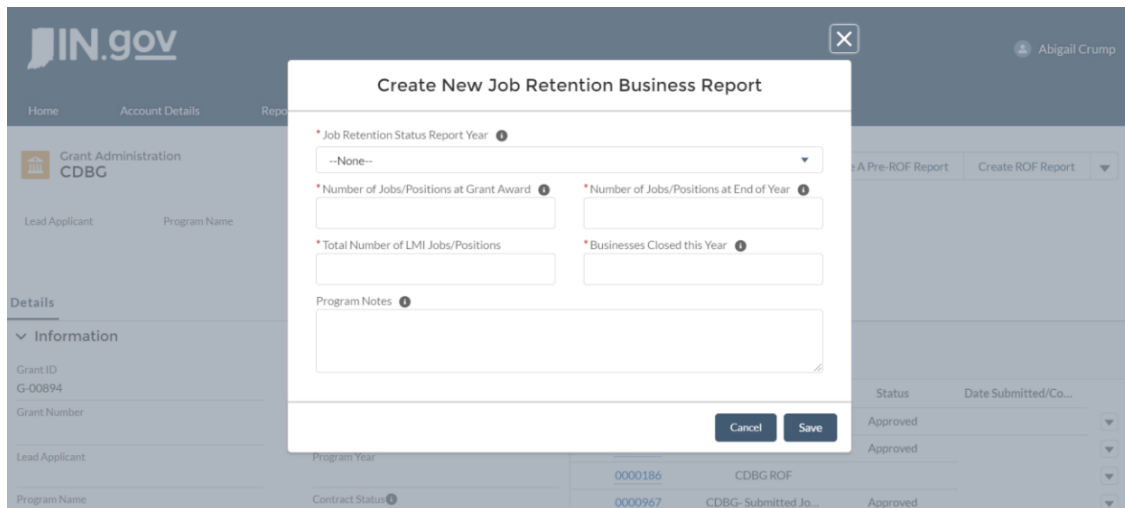 IN.gov
Abigail Crump
Create New Job Retention Business Report
Home Account Details Repo
* Job Retention Status Report Year
--None--
Grant Administration
CDBG
e A Pre-ROF Report Create ROF Report
* Number of Jobs/Positions at Grant Award * Number of Jobs/Positions at End of Year
Lead Applicant Program Name
* Total Number of LMI Jobs/Positions * Businesses Closed this Year
Program Notes
Details
Information
Grant ID
G-00894
Status Date Submitted/Co...
Grant Number
Approved
Cancel Save
Approved
Lead Applicant Program Year
0000186 CDBG ROF
Program Name Contract Status
0000967 CDBG- Submitted Jo... Approved